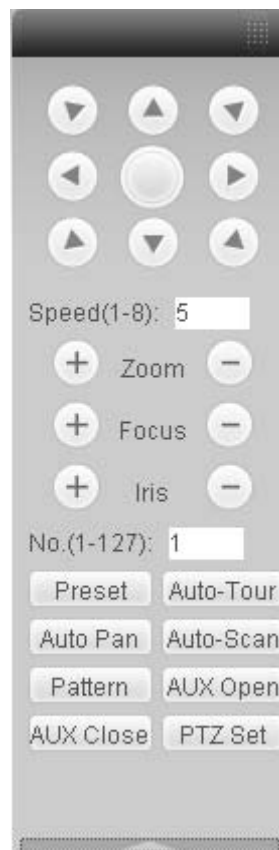 Speed(1-8): 5
+ Zoom −
+ Focus −
+ Iris −
No.(1-127): 1
Preset Auto-Tour
Auto Pan Auto-Scan
Pattern AUX Open
AUX Close PTZ Set